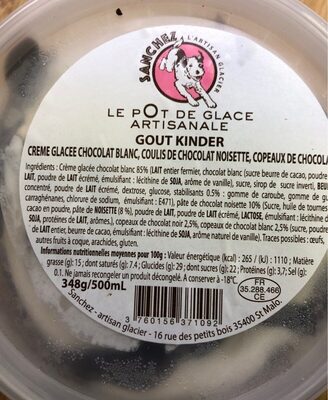 SANCHEZ
L'ARTISAN GLACIER
LE POT DE GLACE
ARTISANALE
GOUT KINDER
CREME GLACEE CHOCOLAT BLANC, COULIS DE CHOCOLAT NOISETTE, COPEAUX DE CHOCOLA
Ingrédients : Crème glacée chocolat blanc 85% (LAIT entier fermier, chocolat blanc (sucre beurre de cacao, poudre de
LAIT, poudre de LAIT écrémé, émulsifiant : lécithine de SOJA, arôme de vanille), sucre, sirop de sucre inverti, BEU
concentré, poudre de LAIT écrémé, dextrose, glucose, stabilisants 0.5% : gomme de caroube, gomme de gu
carraghénanes, chlorure de sodium, émulsifiant : E471), pâte de chocolat noisette 10% (sucre, huile de tournes
cacao en poudre, pâte de NOISETTE (8 %), poudre de LAIT, poudre de LAIT écrémé, LACTOSE, émulsifiant : lécithine
SOJA, protéines de LAIT, arômes,), copeaux de chocolat noir 2,5%, copeaux de chocolat blanc 2,5% (sucre, poudre
de LAIT entier, beurre de cacao, émulsifiant : lécithine de SOJA, arôme naturel de vanille). Traces possibles : œufs,
autres fruits à coque, arachides, gluten.
Informations nutritionnelles moyennes pour 100g : Valeur énergétique (kcal) : 265 / (kj) : 1110 ; Matière
grasse (g) : 15 ; dont saturés (g) : 7.4 ; Glucides (g) : 29 ; dont sucres (g) : 22 ; Protéines (g) : 3,7 ; Sel (g) :
0.1. Ne jamais recongeler un produit décongelé. A conserver à -18°C.
348g/500mL
FR
35.288.466
CE
3 760156 371092
Sanchez - artisan glacier - 16 rue des petits bois 35400 St Malo.